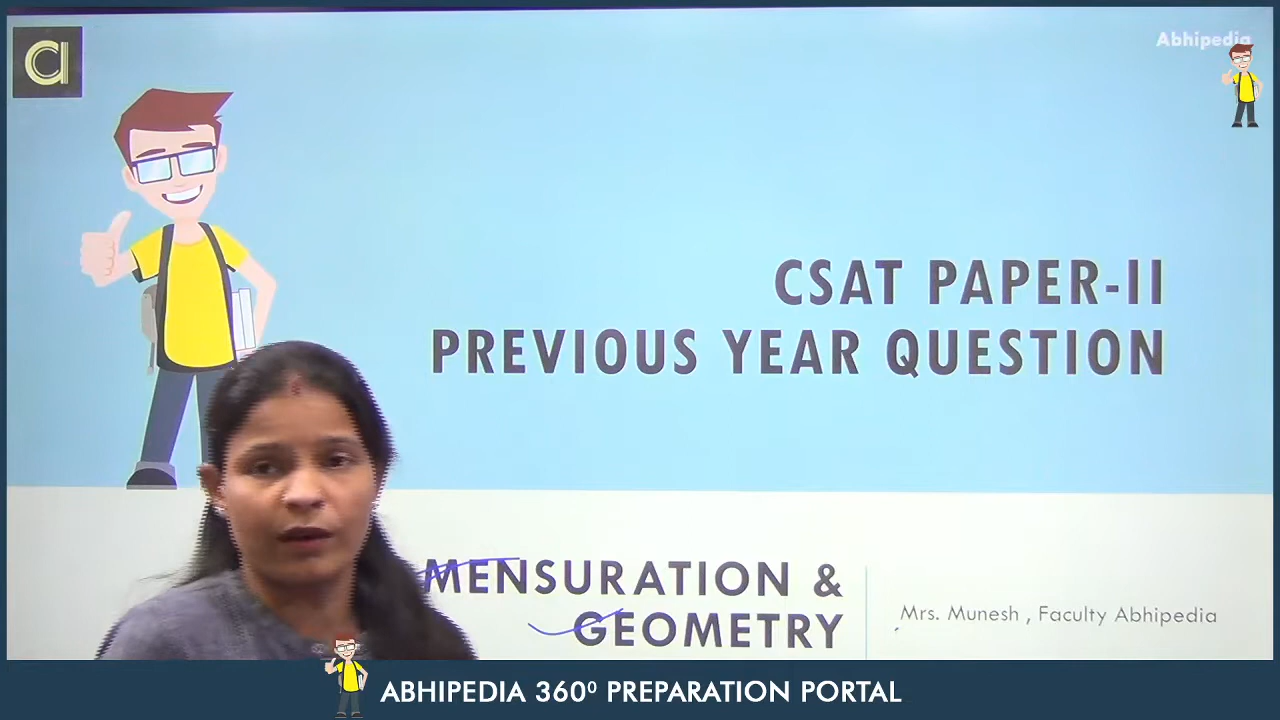 a
Abhipedia
CSAT PAPER-II
PREVIOUS YEAR QUESTION
MENSURATION &
GEOMETRY
Mrs. Munesh , Faculty Abhipedia
ABHIPEDIA 360⁰ PREPARATION PORTAL